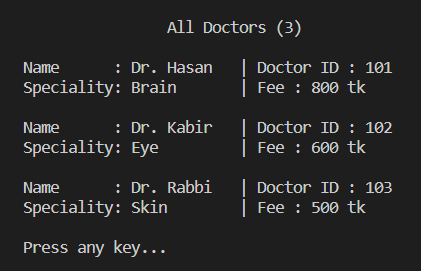 All Doctors (3)
Name      : Dr. Hasan   | Doctor ID : 101
Speciality: Brain       | Fee : 800 tk
Name      : Dr. Kabir   | Doctor ID : 102
Speciality: Eye         | Fee : 600 tk
Name      : Dr. Rabbi   | Doctor ID : 103
Speciality: Skin        | Fee : 500 tk
Press any key...